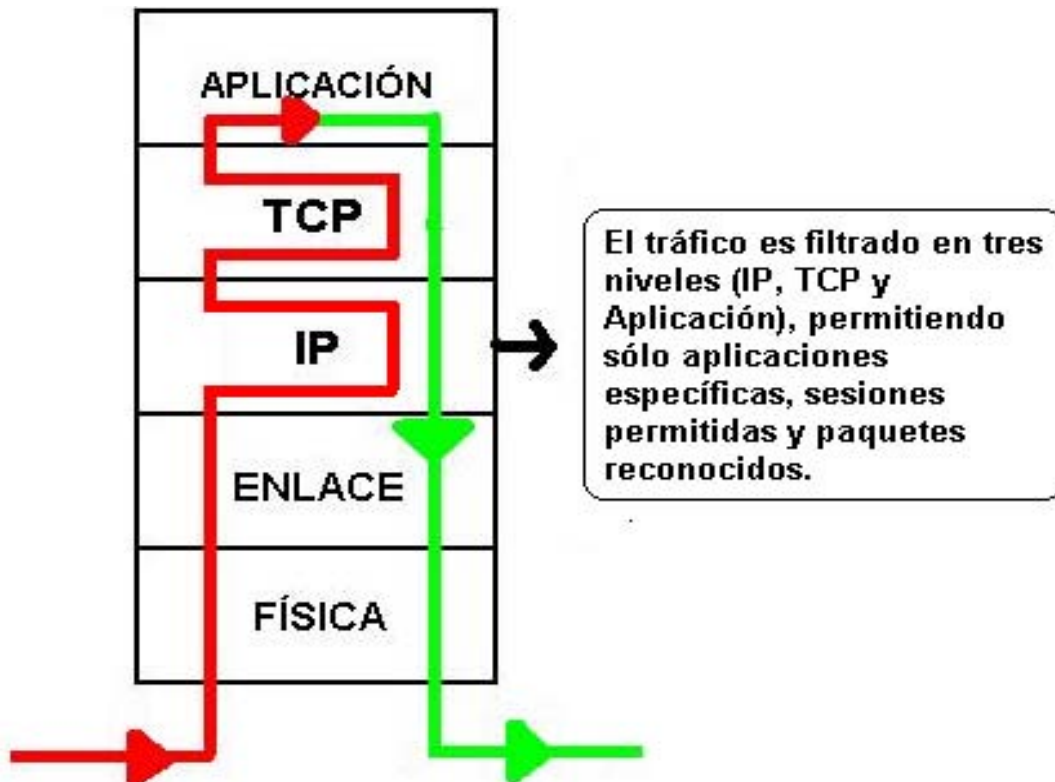 APLICACIÓN
TCP
IP
ENLACE
FÍSICA
El tráfico es filtrado en tres
niveles (IP, TCP y
Aplicación), permitiendo
sólo aplicaciones
específicas, sesiones
permitidas y paquetes
reconocidos.